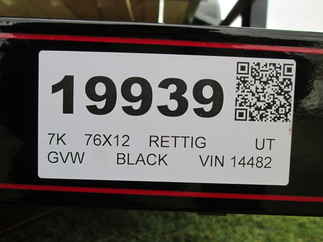 19939
7K 76X12 RETTIG UT
GVW BLACK VIN 14482